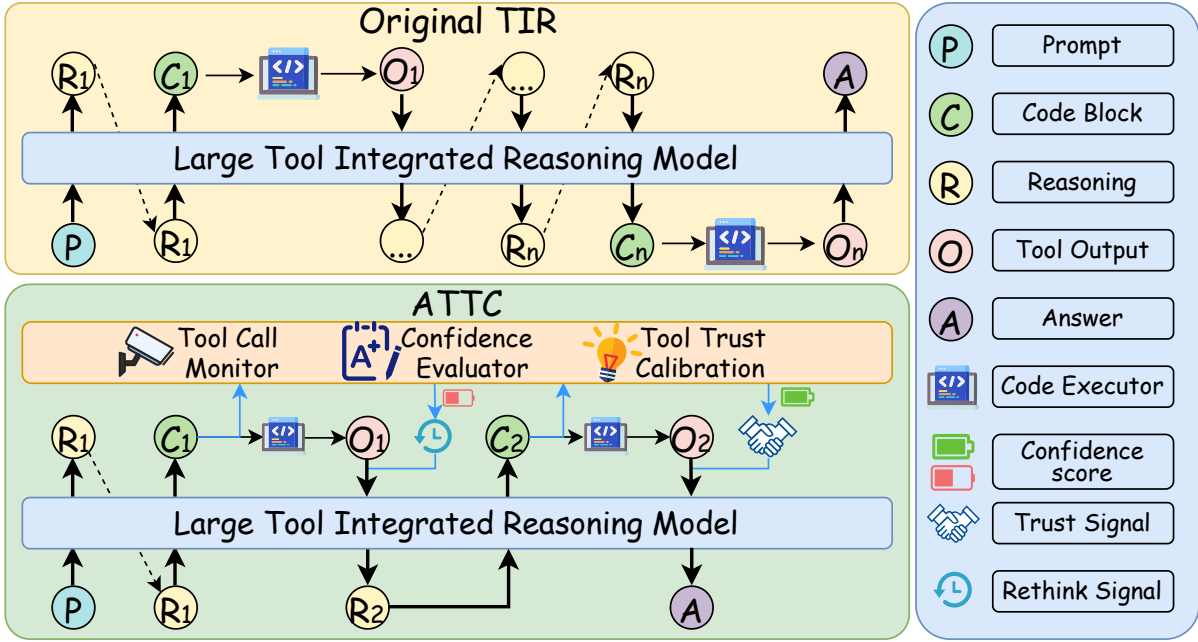 Original TIR
R1
C1
</>
O1
...
Rn
A
Large Tool Integrated Reasoning Model
P
R1
...
Rn
Cn
</>
On
ATTC
Tool Call
Monitor
A+
Confidence
Evaluator
Tool Trust
Calibration
R1
C1
</>
O1
C2
</>
O2
Large Tool Integrated Reasoning Model
P
R1
R2
A
P
Prompt
C
Code Block
R
Reasoning
O
Tool Output
A
Answer
</>
Code Executor
Confidence
score
Trust Signal
Rethink Signal